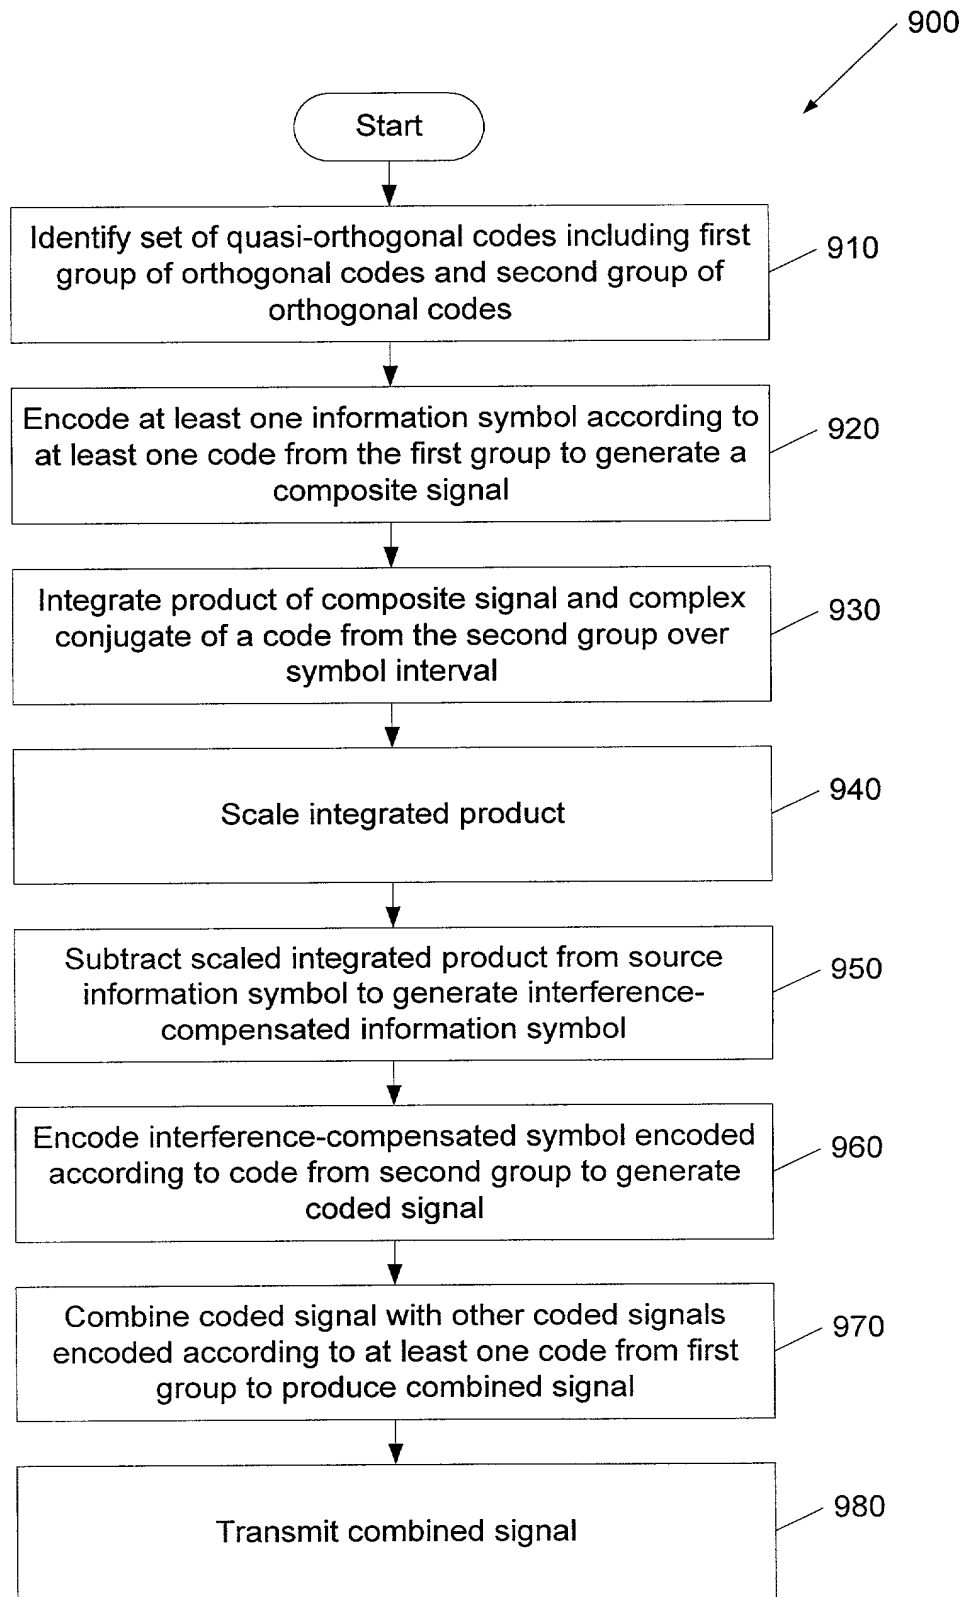 900
Start
Identify set of quasi-orthogonal codes including first
group of orthogonal codes and second group of
orthogonal codes
910
Encode at least one information symbol according to
at least one code from the first group to generate a
composite signal
920
Integrate product of composite signal and complex
conjugate of a code from the second group over
symbol interval
930
Scale integrated product
940
Subtract scaled integrated product from source
information symbol to generate interference-
compensated information symbol
950
Encode interference-compensated symbol encoded
according to code from second group to generate
coded signal
960
Combine coded signal with other coded signals
encoded according to at least one code from first
group to produce combined signal
970
Transmit combined signal
980